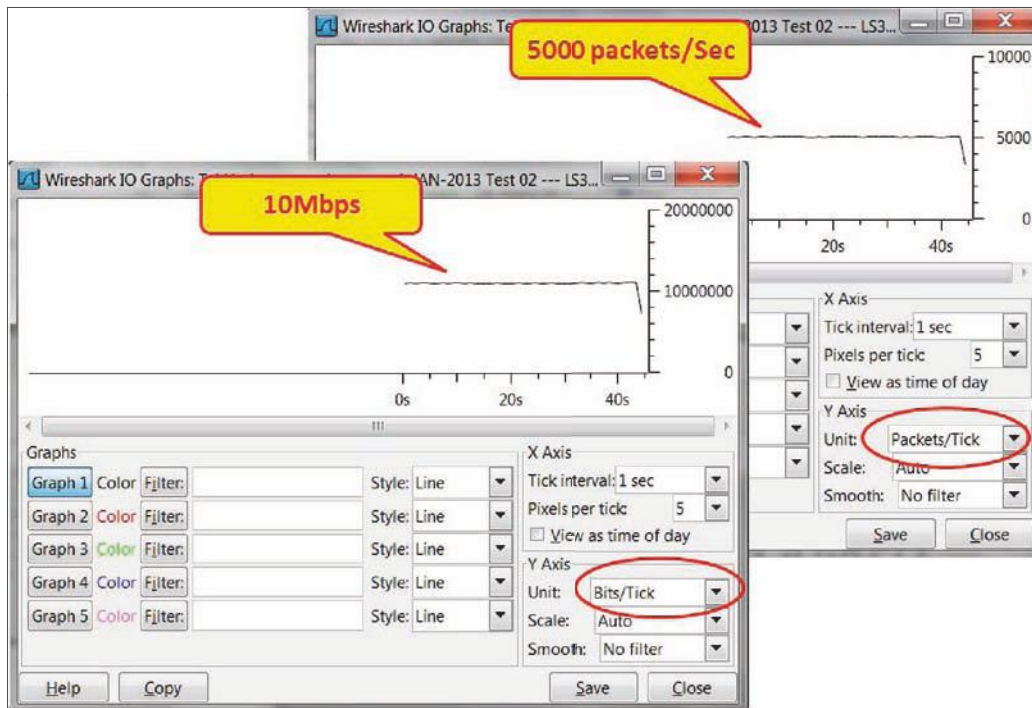 Wireshark IO Graphs: Te
2013 Test 02 --- LS3...
5000 packets/Sec
10000
5000
0
20s 40s
X Axis
Tick interval: 1 sec
Pixels per tick: 5
View as time of day
Y Axis
Unit: Packets/Tick
Scale: Auto
Smooth: No filter
Save Close
Wireshark IO Graphs:
AN-2013 Test 02 --- LS3...
10Mbps
20000000
10000000
0
0s 20s 40s
Graphs
Graph 1 Color Filter: Style: Line
Graph 2 Color Filter: Style: Line
Graph 3 Color Filter: Style: Line
Graph 4 Color Filter: Style: Line
Graph 5 Color Filter: Style: Line
X Axis
Tick interval: 1 sec
Pixels per tick: 5
View as time of day
Y Axis
Unit: Bits/Tick
Scale: Auto
Smooth: No filter
Help Copy Save Close